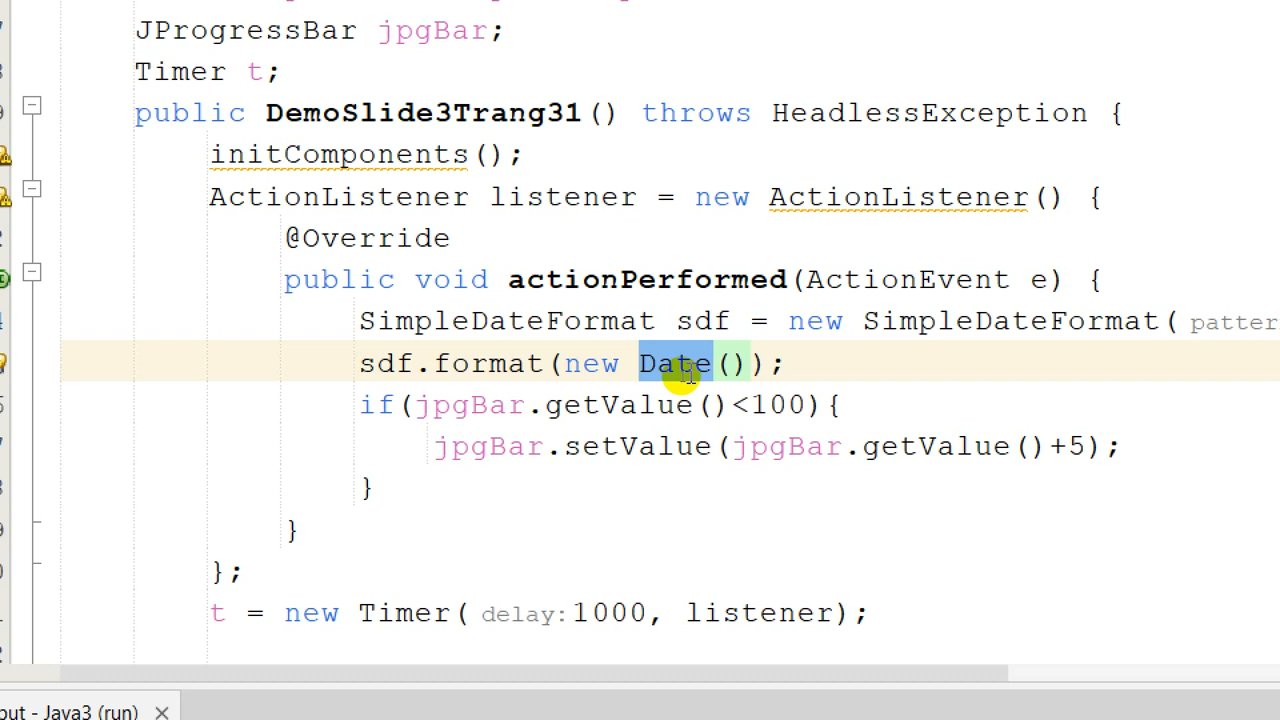 JProgressBar jpgBar;
Timer t;
public DemoSlide3Trang31() throws HeadlessException {
initComponents();
ActionListener listener = new ActionListener() {
@Override
public void actionPerformed(ActionEvent e) {
SimpleDateFormat sdf = new SimpleDateFormat( patter
sdf.format(new Date());
if(jpgBar.getValue()<100){
jpgBar.setValue(jpgBar.getValue()+5);
}
}
};
t = new Timer( delay: 1000, listener);
put - Java3 (run) ×